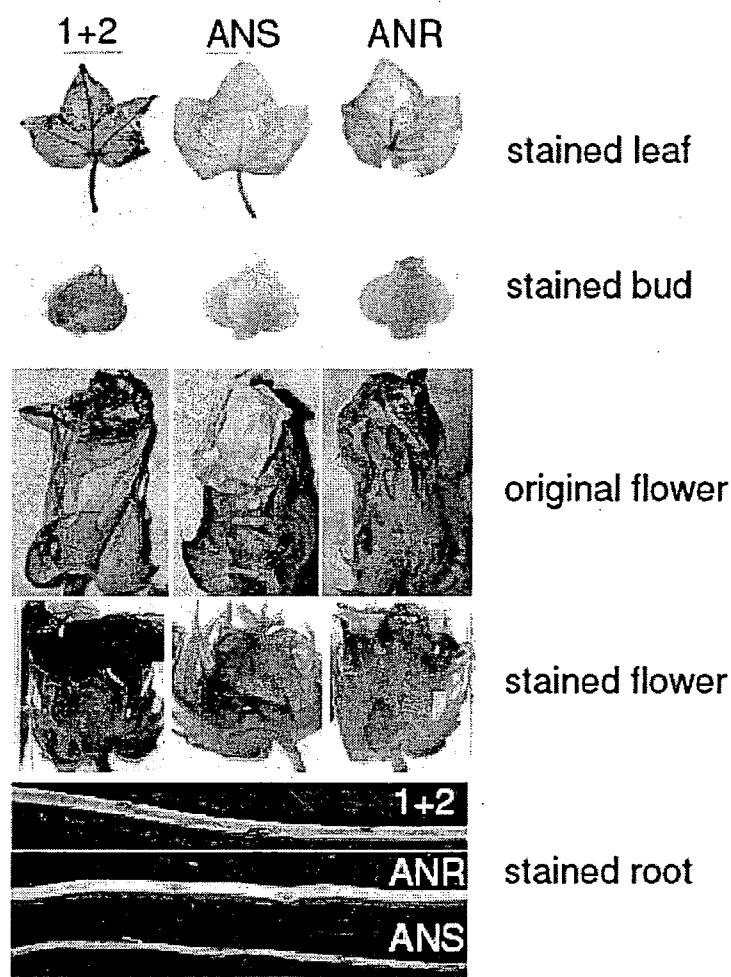 1+2 ANS ANR
stained leaf
stained bud
original flower
stained flower
1+2
ANR
stained root
ANS